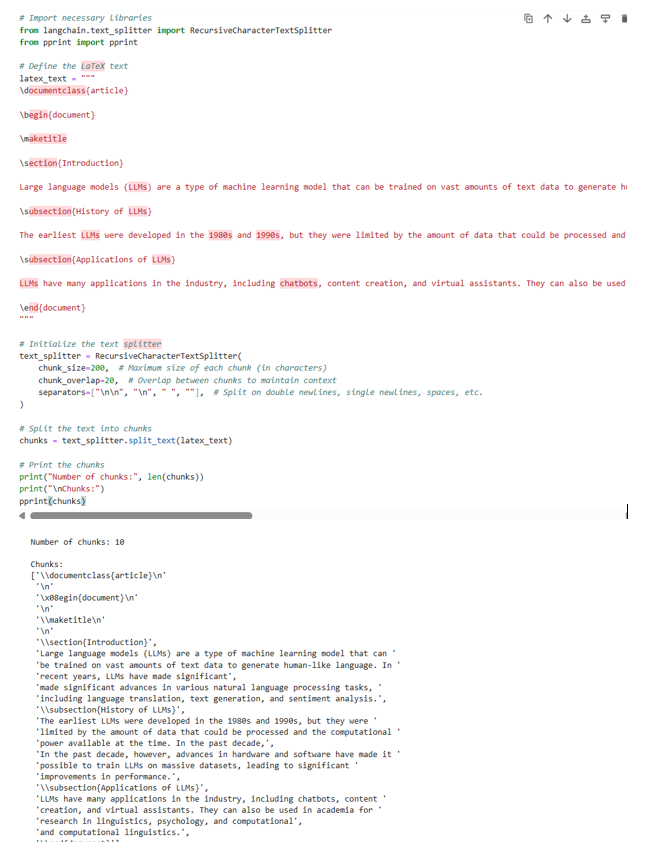 # Import necessary libraries
from langchain.text_splitter import RecursiveCharacterTextSplitter
from pprint import pprint
# Define the LaTeX text
latex_text = """
\documentclass{article}
\begin{document}
\maketitle
\section{Introduction}
Large language models (LLMs) are a type of machine learning model that can be trained on vast amounts of text data to generate
\subsection{History of LLMs}
The earliest LLMs were developed in the 1980s and 1990s, but they were limited by the amount of data that could be processed and
\subsection{Applications of LLMs}
LLMs have many applications in the industry, including chatbots, content creation, and virtual assistants. They can also be used
\end{document}
"""
# Initialize the text splitter
text_splitter = RecursiveCharacterTextSplitter(
    chunk_size=200,  # Maximum size of each chunk (in characters)
    chunk_overlap=20,  # Overlap between chunks to maintain context
    separators=["\n\n", "\n", " ", ""],  # Split on double newlines, single newlines, spaces, etc.
)
# Split the text into chunks
chunks = text_splitter.split_text(latex_text)
# Print the chunks
print("Number of chunks:", len(chunks))
print("\nChunks:")
pprint(chunks)
Number of chunks: 10
Chunks:
['\\documentclass{article}\n'
 '\n'
 '\x08egin{document}\n'
 '\n'
 '\\maketitle\n'
 '\n'
 '\\section{Introduction}',
 'Large language models (LLMs) are a type of machine learning model that can '
 'be trained on vast amounts of text data to generate human-like language. In '
 'recent years, LLMs have made significant',
 'made significant advances in various natural language processing tasks, '
 'including language translation, text generation, and sentiment analysis.',
 '\\subsection{History of LLMs}',
 'The earliest LLMs were developed in the 1980s and 1990s, but they were '
 'limited by the amount of data that could be processed and the computational '
 'power available at the time. In the past decade,',
 'In the past decade, however, advances in hardware and software have made it '
 'possible to train LLMs on massive datasets, leading to significant '
 'improvements in performance.',
 '\\subsection{Applications of LLMs}',
 'LLMs have many applications in the industry, including chatbots, content '
 'creation, and virtual assistants. They can also be used in academia for '
 'research in linguistics, psychology, and computational',
 'and computational linguistics.',